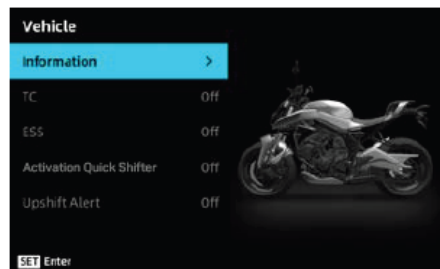 Vehicle
Information >
TC Off
ESS Off
Activation Quick Shifter Off
Upshift Alert Off
SET Enter